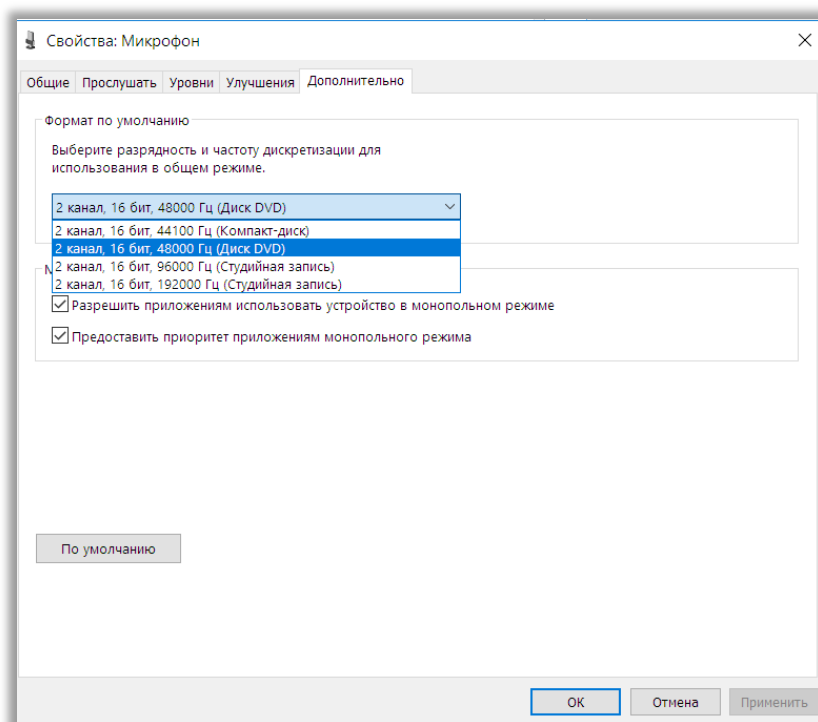 Свойства: Микрофон
Общие Прослушать Уровни Улучшения Дополнительно
Формат по умолчанию
Выберите разрядность и частоту дискретизации для
использования в общем режиме.
2 канал, 16 бит, 48000 Гц (Диск DVD)
2 канал, 16 бит, 44100 Гц (Компакт-диск)
2 канал, 16 бит, 48000 Гц (Диск DVD)
2 канал, 16 бит, 96000 Гц (Студийная запись)
2 канал, 16 бит, 192000 Гц (Студийная запись)
Разрешить приложениям использовать устройство в монопольном режиме
Предоставить приоритет приложениям монопольного режима
По умолчанию
ОК Отмена Применить